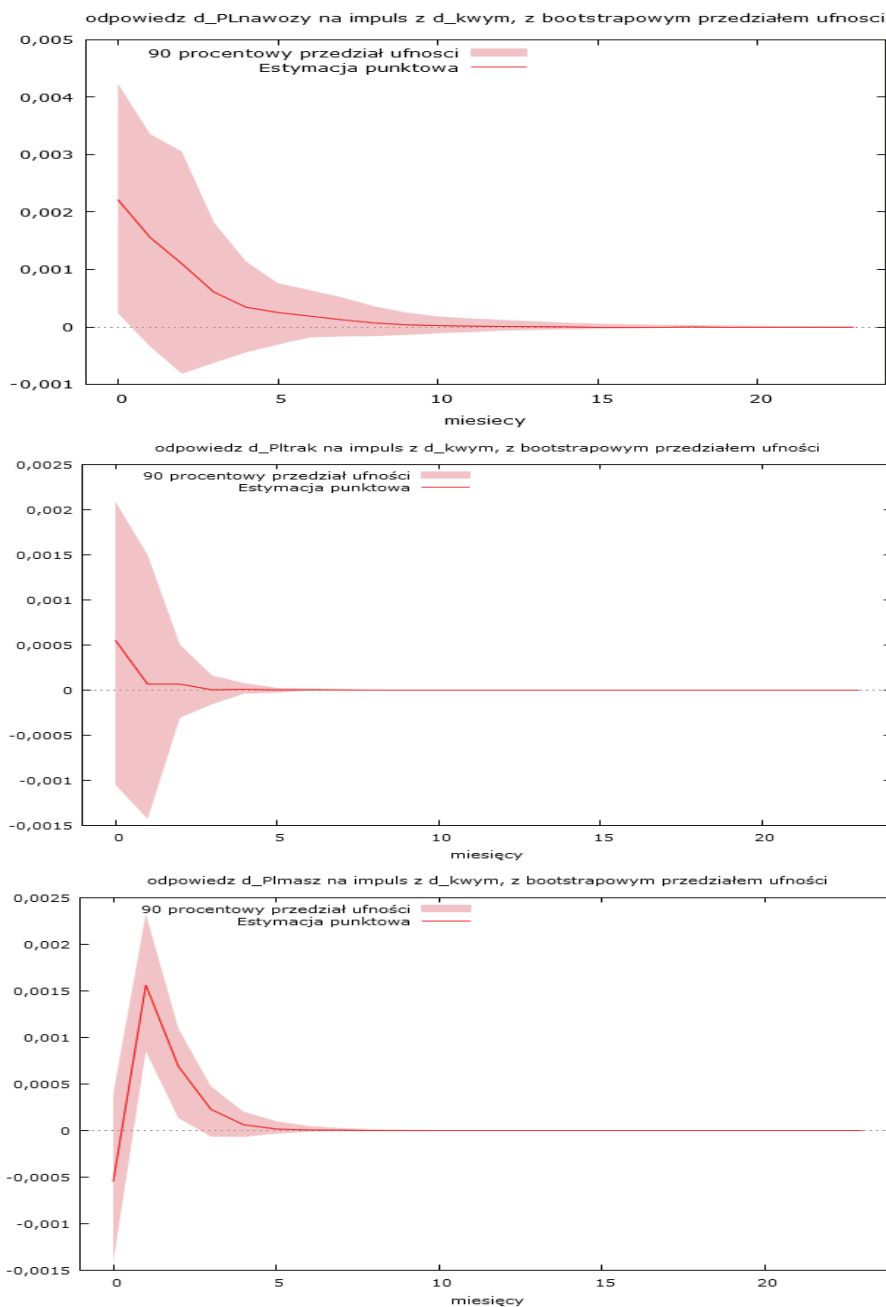 odpowiedz d_PLnawozy na impuls z d_kwym, z bootstrapowym przedziałem ufnosci
0,005
90 procentowy przedział ufnosci
Estymacja punktowa
0,004
0,003
0,002
0,001
0
-0,001
0 5 10 15 20
miesiecy
odpowiedz d_Pltrak na impuls z d_kwym, z bootstrapowym przedziałem ufności
0,0025
90 procentowy przedział ufności
Estymacja punktowa
0,002
0,0015
0,001
0,0005
0
-0,0005
-0,001
-0,0015
0 5 10 15 20
miesięcy
odpowiedz d_Plmasz na impuls z d_kwym, z bootstrapowym przedziałem ufności
0,0025
90 procentowy przedział ufności
Estymacja punktowa
0,002
0,0015
0,001
0,0005
0
-0,0005
-0,001
-0,0015
0 5 10 15 20
miesięcy